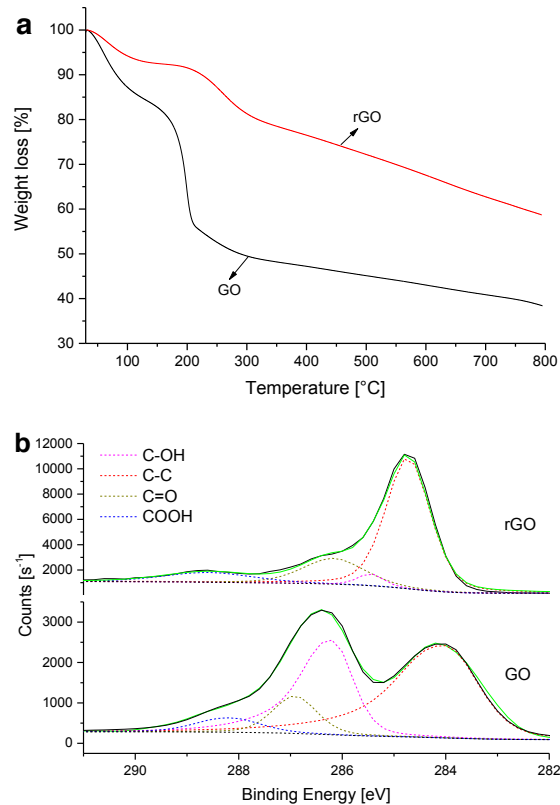 a
100
90
80
70
60
50
40
30
Weight loss [%]
rGO
GO
100 200 300 400 500 600 700 800
Temperature [°C]
b
12000
10000
8000
6000
4000
2000
C-OH
C-C
C=O
COOH
rGO
Counts [s⁻¹]
3000
2000
1000
0
GO
290 288 286 284 282
Binding Energy [eV]